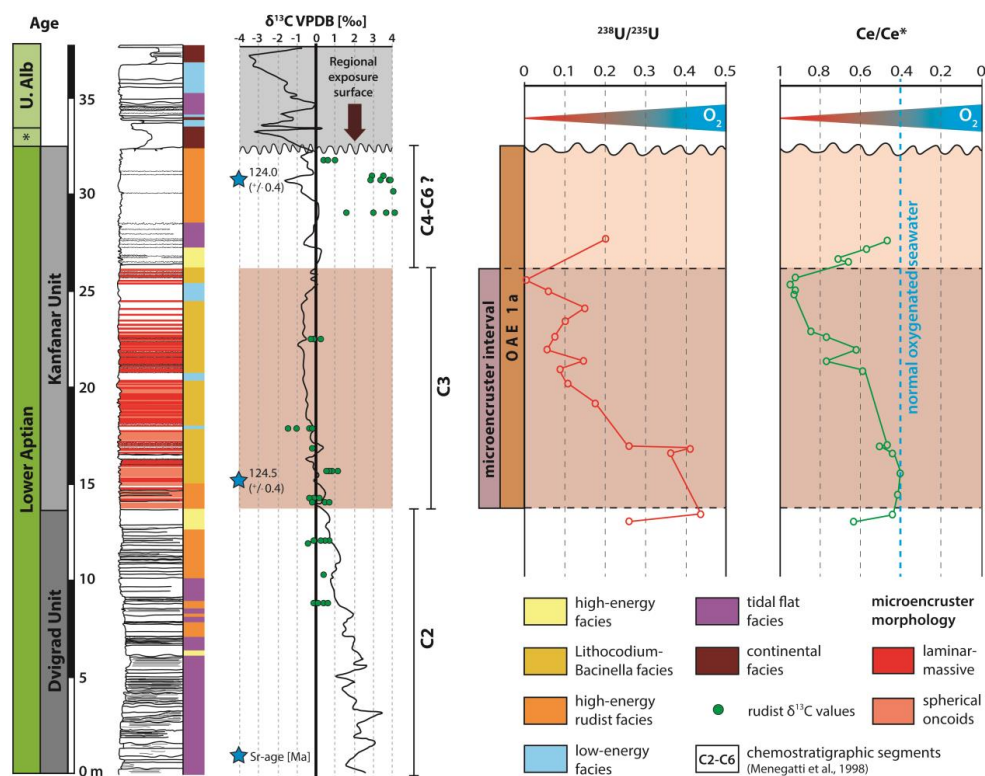 Age
δ¹³C VPDB [‰]
-4 -3 -2 -1 0 1 2 3 4
²³⁸U/²³⁵U
0 0.1 0.2 0.3 0.4 0.5
Ce/Ce*
1 0.8 0.6 0.4 0.2 0
U. Alb
*
Lower Aptian
Kanfanar Unit
Dvigrad Unit
35
30
25
20
15
10
5
0 m
Regional
exposure
surface
124.0
(⁺/- 0.4)
124.5
(⁺/- 0.4)
Sr-age [Ma]
C4-C6 ?
C3
C2
microencruster interval
OAE 1a
O₂
O₂
normal oxygenated seawater
high-energy
facies
Lithocodium-
Bacinella facies
high-energy
rudist facies
low-energy
facies
tidal flat
facies
continental
facies
rudist δ¹³C values
C2-C6 chemostratigraphic segments
(Menegatti et al., 1998)
microencruster
morphology
laminar-
massive
spherical
oncoids